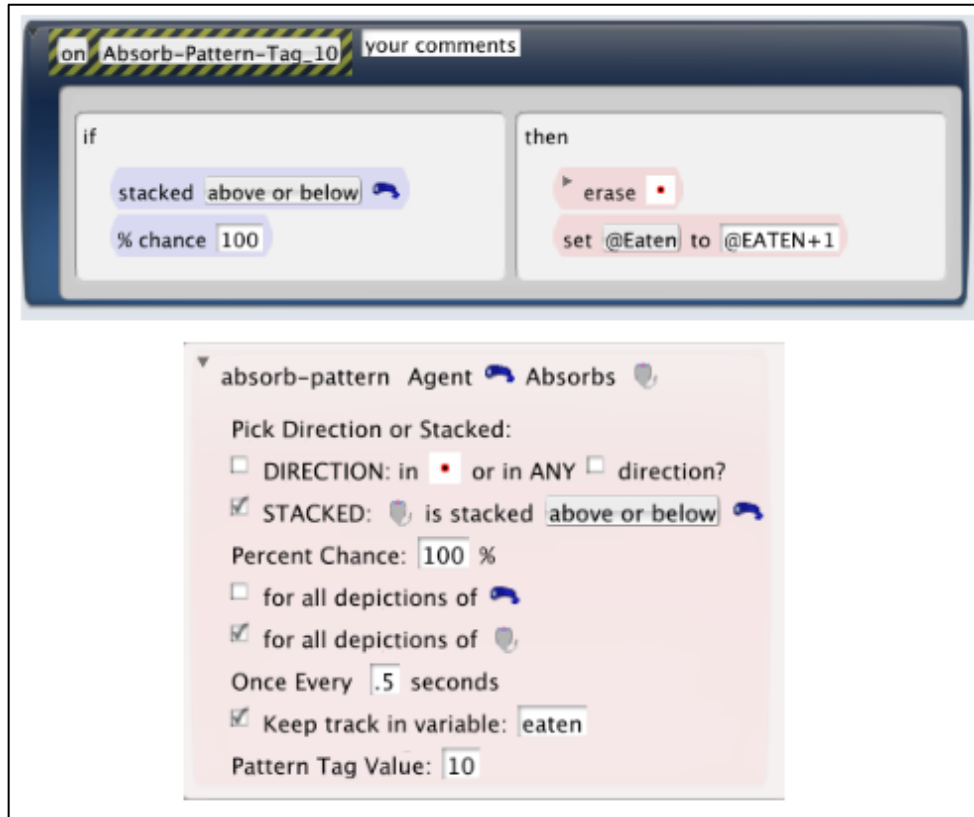 on Absorb-Pattern-Tag_10 your comments
if
stacked above or below
% chance 100
then
erase
set @Eaten to @EATEN+1
absorb-pattern Agent Absorbs
Pick Direction or Stacked:
DIRECTION: in or in ANY direction?
STACKED: is stacked above or below
Percent Chance: 100 %
for all depictions of
for all depictions of
Once Every .5 seconds
Keep track in variable: eaten
Pattern Tag Value: 10